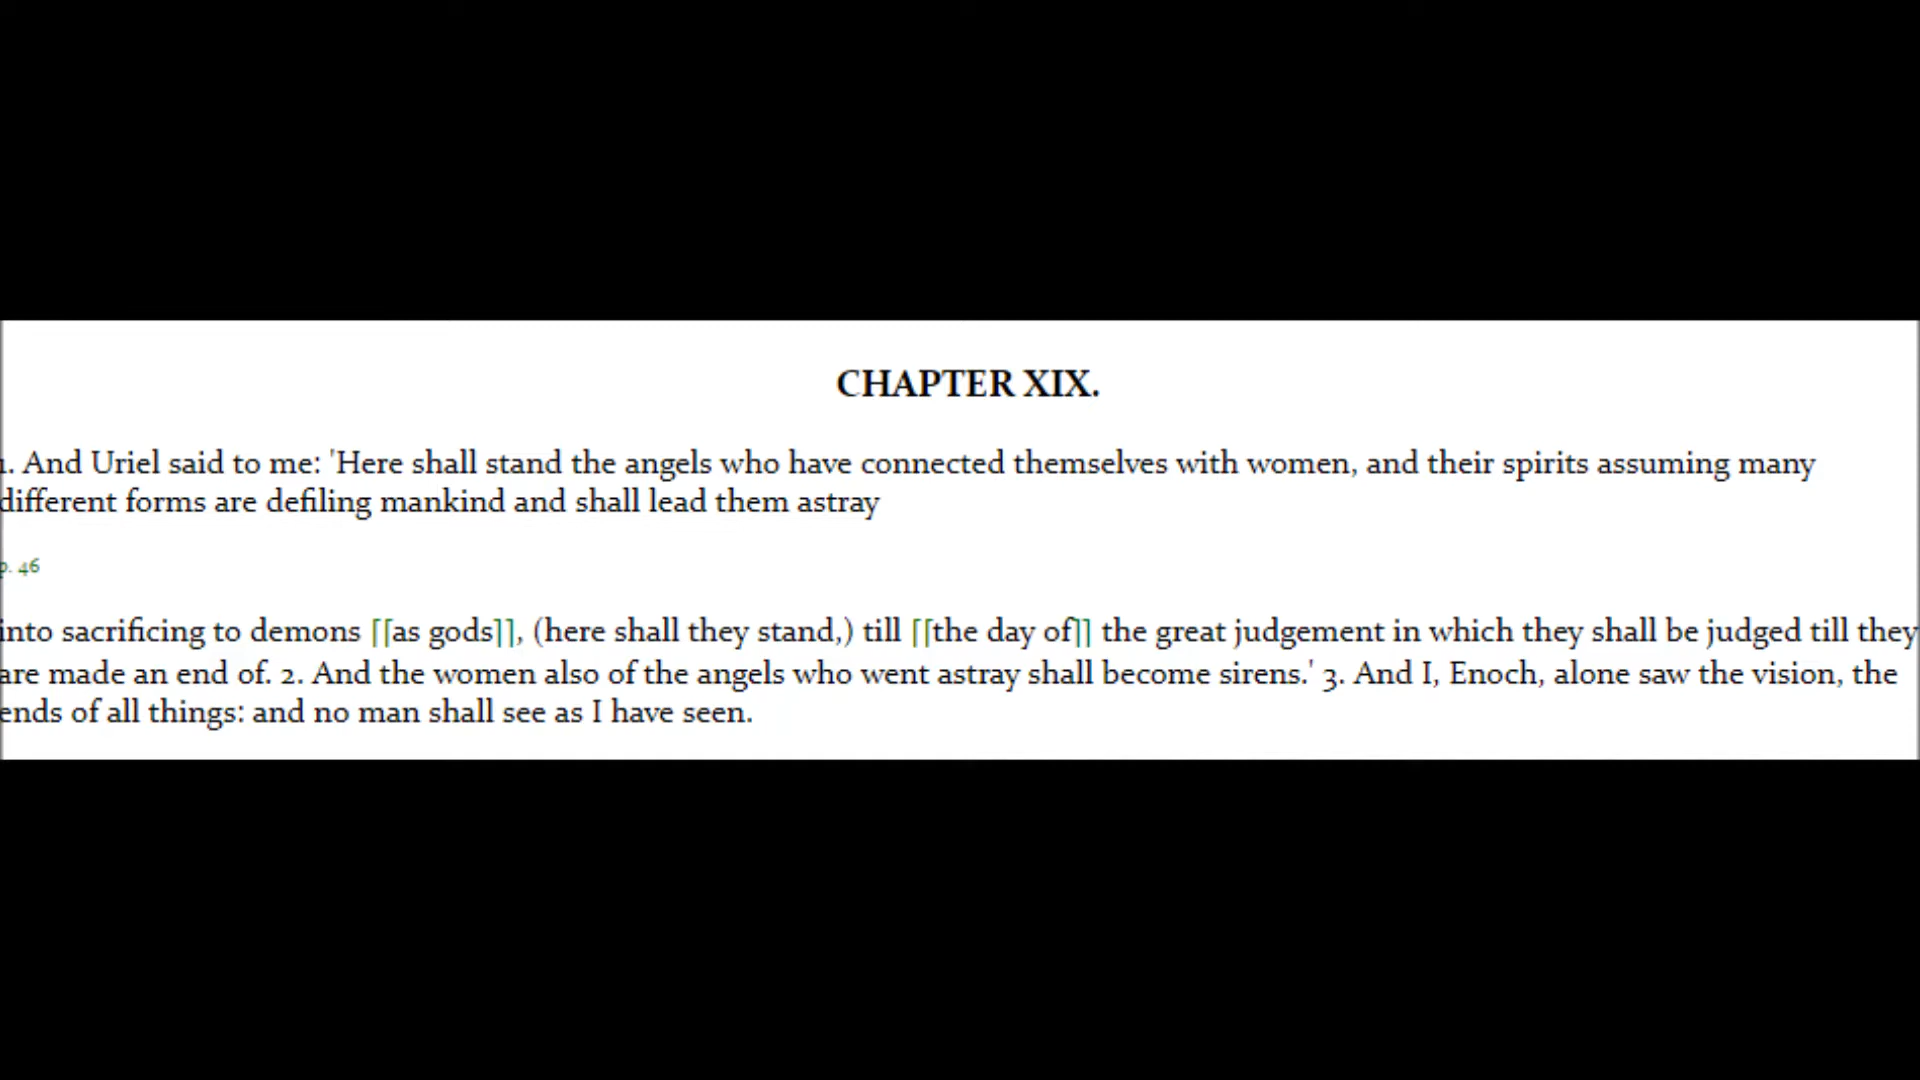 CHAPTER XIX.
1. And Uriel said to me: 'Here shall stand the angels who have connected themselves with women, and their spirits assuming many
different forms are defiling mankind and shall lead them astray
p. 46
into sacrificing to demons ⌈⌈as gods⌉⌉, (here shall they stand,) till ⌈⌈the day of⌉⌉ the great judgement in which they shall be judged till they
are made an end of. 2. And the women also of the angels who went astray shall become sirens.' 3. And I, Enoch, alone saw the vision, the
ends of all things: and no man shall see as I have seen.